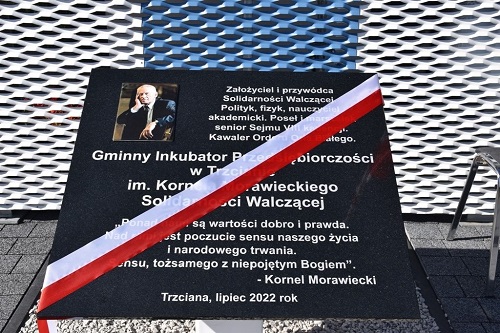 Założyciel i przywódca
Solidarności Walczącej.
Polityk, fizyk, nauczyciel
akademicki. Poseł i
senior Sejmu VIII
Kawaler
Gminny Inkubator Przedsiębiorczości
w Trzcianie
im. Kornela Morawieckiego
Solidarności Walczącej
są wartości dobro i prawda.
jest poczucie sensu naszego życia
i narodowego trwania.
sensu, tożsamego z niepojętym Bogiem”.
- Kornel Morawiecki
Trzciana, lipiec 2022 rok